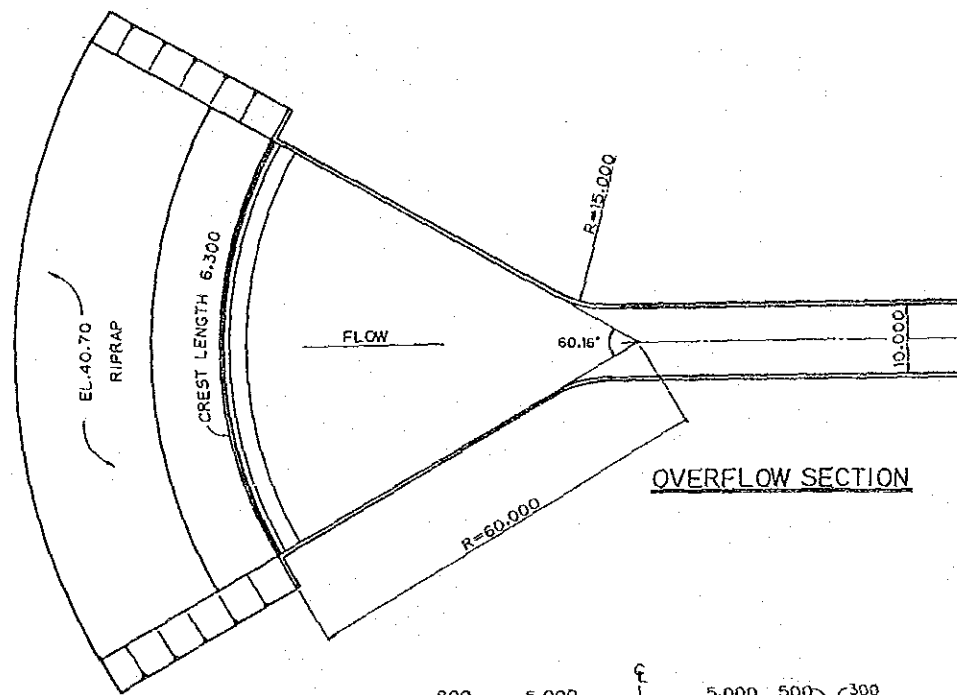 R=15.000
EL.40.70
RIPRAP
CREST LENGTH 6.300
FLOW
60.16°
10.000
OVERFLOW SECTION
R=60.000
5.000
5.000
500
300